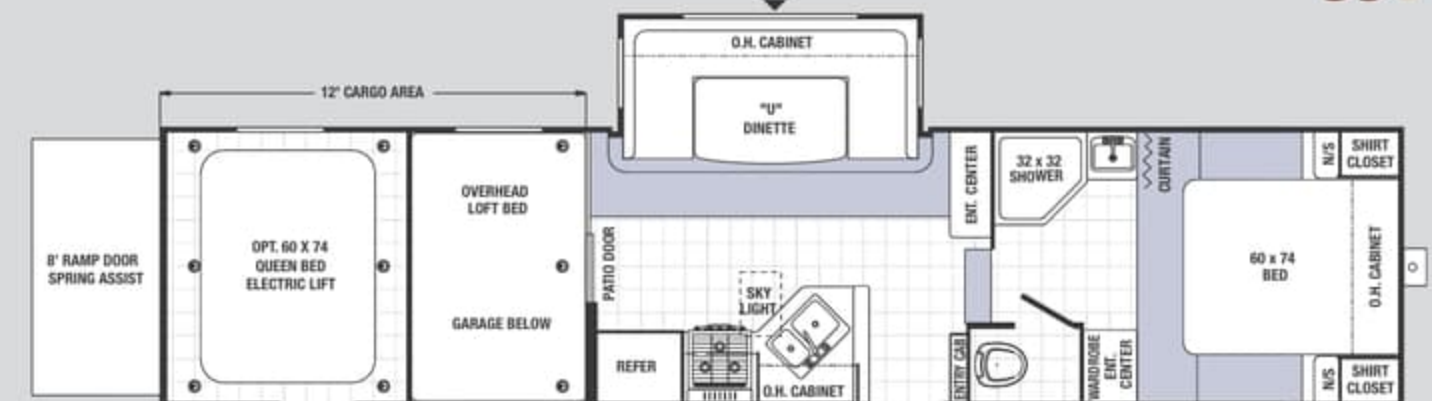 O.H. CABINET
12' CARGO AREA
"U"
DINETTE
8' RAMP DOOR
SPRING ASSIST
OPT. 60 X 74
QUEEN BED
ELECTRIC LIFT
OVERHEAD
LOFT BED
GARAGE BELOW
PATIO DOOR
REFER
SKY
LIGHT
O.H. CABINET
ENT. CENTER
ENTRY CAB
32 x 32
SHOWER
CURTAIN
WARDROBE
ENT.
CENTER
60 x 74
BED
N/S
SHIRT
CLOSET
O.H. CABINET
N/S
SHIRT
CLOSET